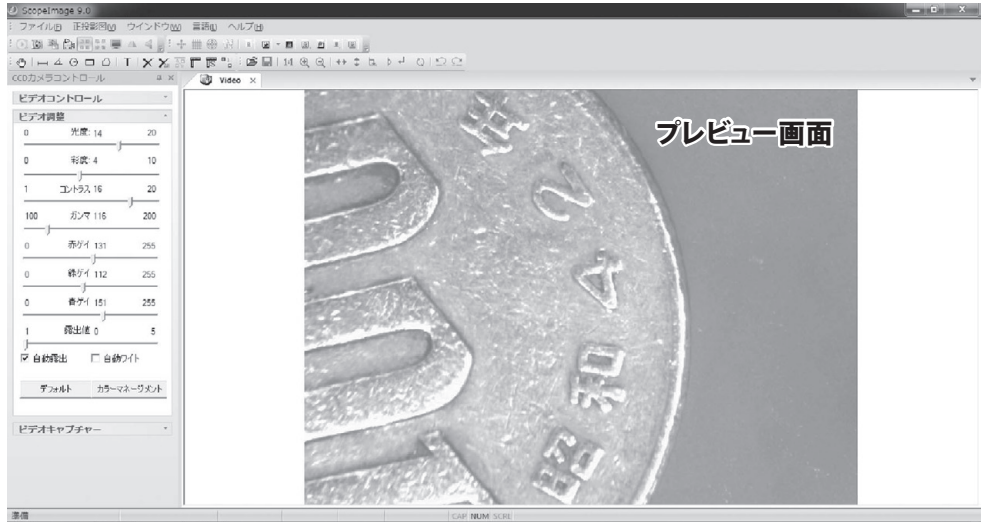 ScopeImage 9.0
ファイル(F) 正投影図(M) ウインドウ(W) 言語(L) ヘルプ(H)
14
CCDカメラコントロール
Video
ビデオコントロール
ビデオ調整
0 光度: 14 20
0 彩度: 4 10
1 コントラス 16 20
100 ガンマ 116 200
0 赤ゲイ 131 255
0 緑ゲイ 112 255
0 青ゲイ 151 255
1 露出値 0 5
自動露出 自動ワイト
デフォルト カラーマネージメント
ビデオキャプチャー
プレビュー画面
昭和42
準備
CAP NUM SCRL